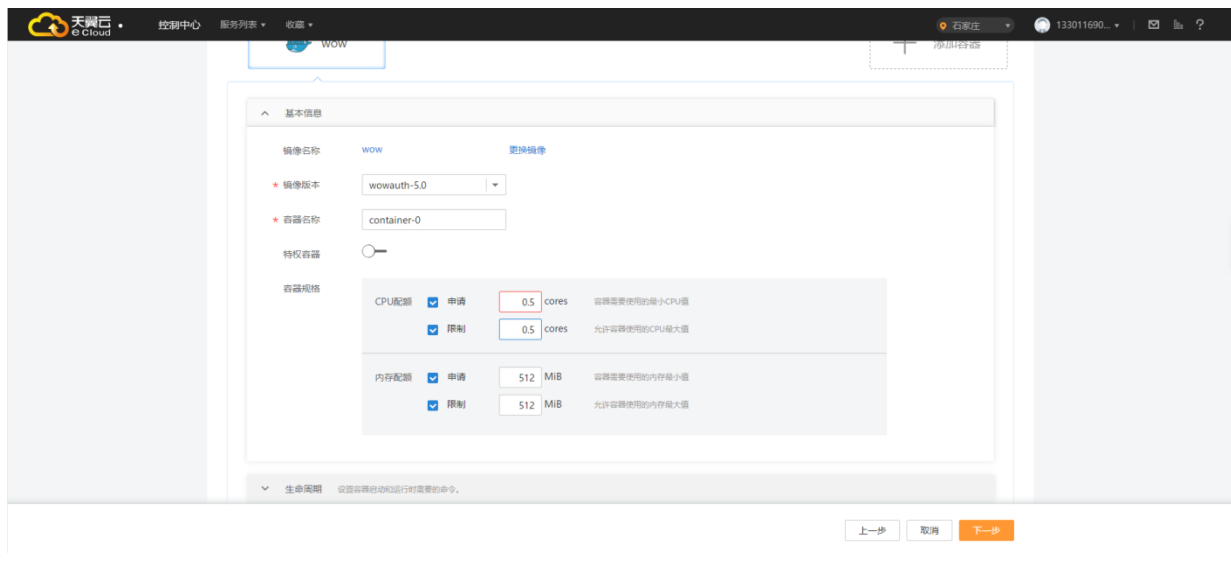 天翼云 e Cloud 控制中心 服务列表 收藏 石家庄 133011690... ?
wow 添加容器
基本信息
镜像名称 wow 更换镜像
* 镜像版本 wowauth-5.0
* 容器名称 container-0
特权容器
容器规格
CPU配额 申请 0.5 cores 容器需要使用的最小CPU值
限制 0.5 cores 允许容器使用的CPU最大值
内存配额 申请 512 MiB 容器需要使用的内存最小值
限制 512 MiB 允许容器使用的内存最大值
生命周期 设置容器启动和运行时需要的命令。
上一步 取消 下一步